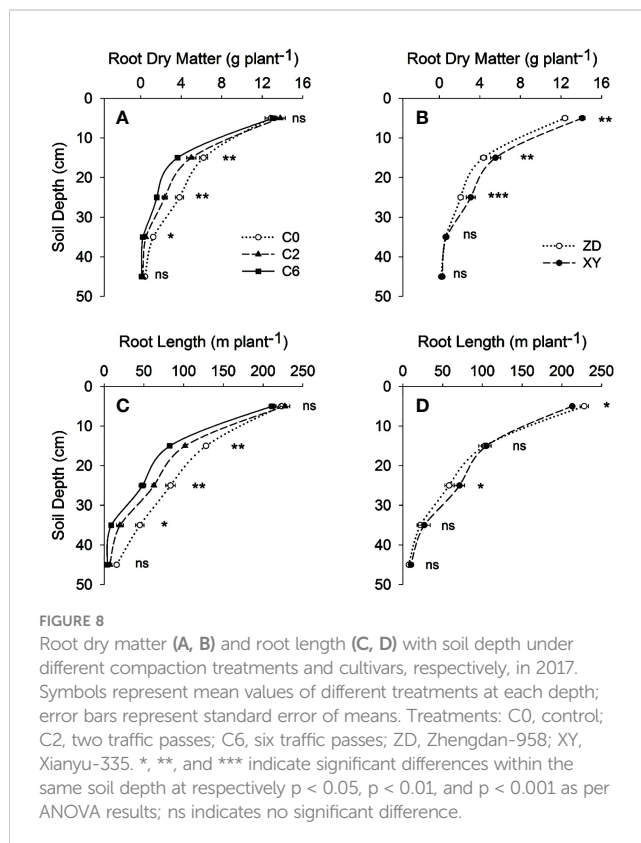 Root Dry Matter (g plant-1)
0 4 8 12 16
Root Dry Matter (g plant-1)
0 4 8 12 16
Soil Depth (cm)
0
10
20
30
40
50
A
ns
**
**
*
ns
C0
C2
C6
0
10
20
30
40
50
B
**
**
***
ns
ns
ZD
XY
Root Length (m plant-1)
0 50 100 150 200 250
Root Length (m plant-1)
0 50 100 150 200 250
Soil Depth (cm)
0
10
20
30
40
50
C
ns
**
**
*
ns
0
10
20
30
40
50
D
*
ns
*
ns
ns
FIGURE 8
Root dry matter (A, B) and root length (C, D) with soil depth under
different compaction treatments and cultivars, respectively, in 2017.
Symbols represent mean values of different treatments at each depth;
error bars represent standard error of means. Treatments: C0, control;
C2, two traffic passes; C6, six traffic passes; ZD, Zhengdan-958; XY,
Xianyu-335. *, **, and *** indicate significant differences within the
same soil depth at respectively p < 0.05, p < 0.01, and p < 0.001 as per
ANOVA results; ns indicates no significant difference.